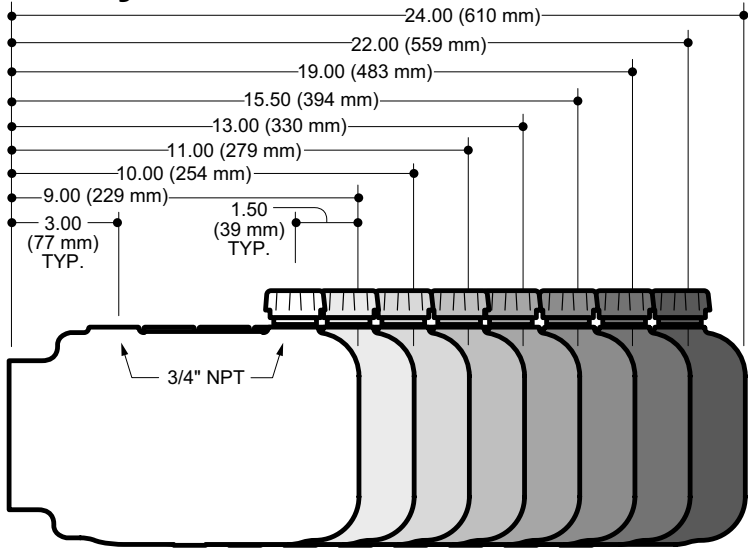 24.00 (610 mm)
22.00 (559 mm)
19.00 (483 mm)
15.50 (394 mm)
13.00 (330 mm)
11.00 (279 mm)
10.00 (254 mm)
9.00 (229 mm)
3.00
(77 mm)
TYP.
1.50
(39 mm)
TYP.
3/4" NPT